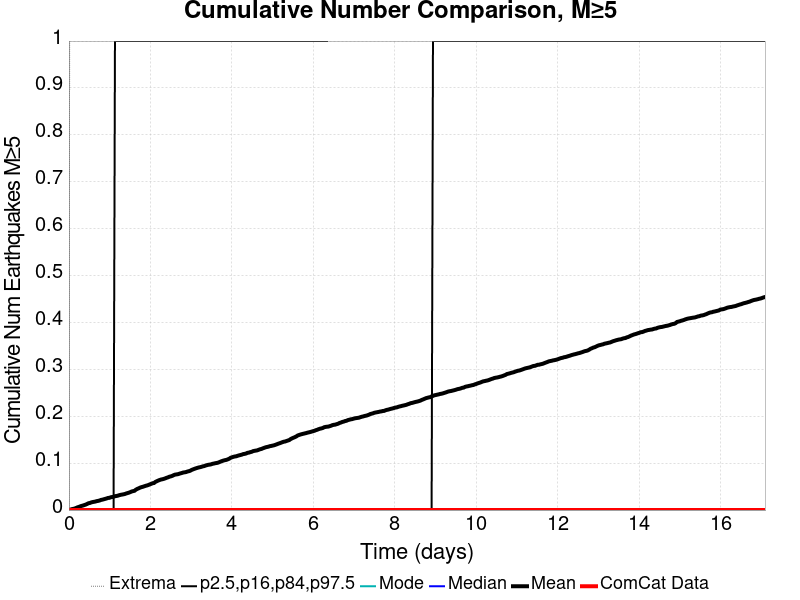 Cumulative Number Comparison, M≥5
Cumulative Num Earthquakes M≥5
1
0.9
0.8
0.7
0.6
0.5
0.4
0.3
0.2
0.1
0
0 2 4 6 8 10 12 14 16
Time (days)
Extrema p2.5,p16,p84,p97.5 Mode Median Mean ComCat Data